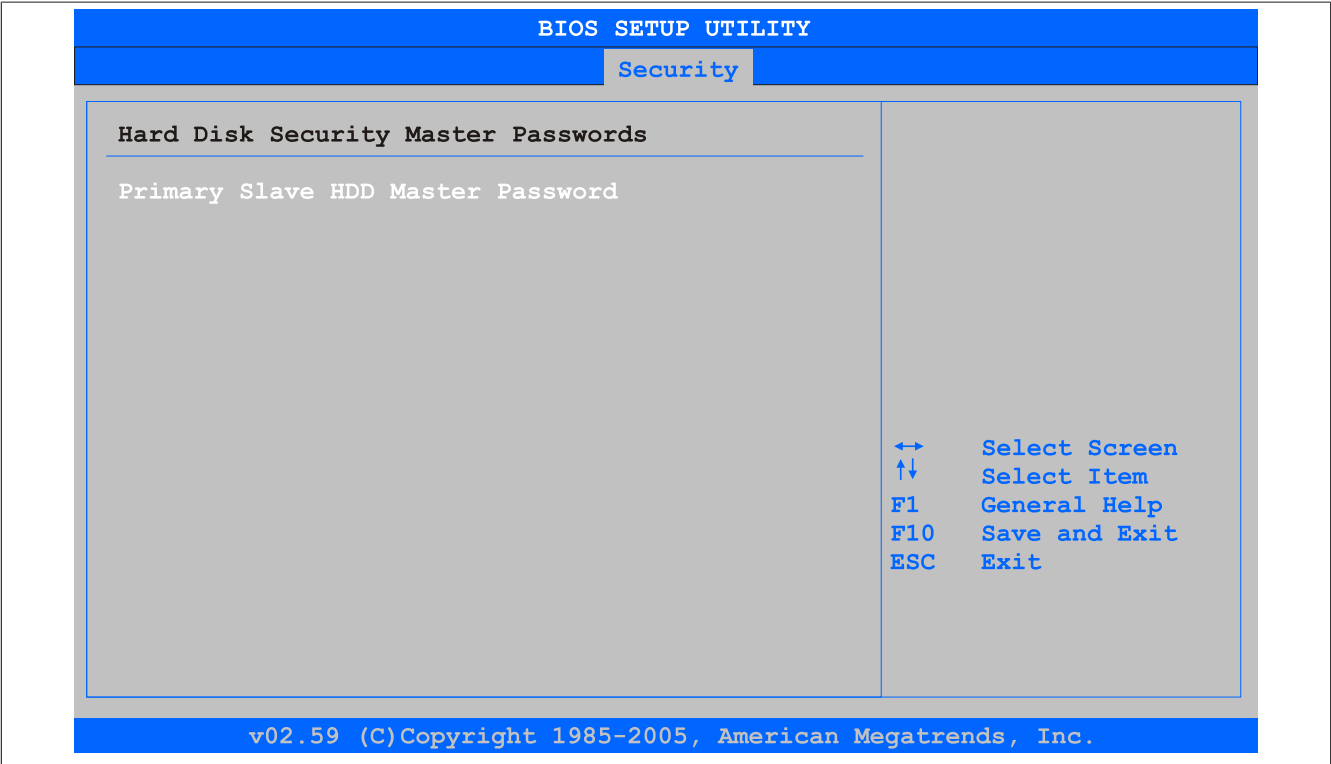 BIOS SETUP UTILITY
Security
Hard Disk Security Master Passwords
Primary Slave HDD Master Password
↔ Select Screen
↑↓ Select Item
F1 General Help
F10 Save and Exit
ESC Exit
v02.59 (C)Copyright 1985-2005, American Megatrends, Inc.